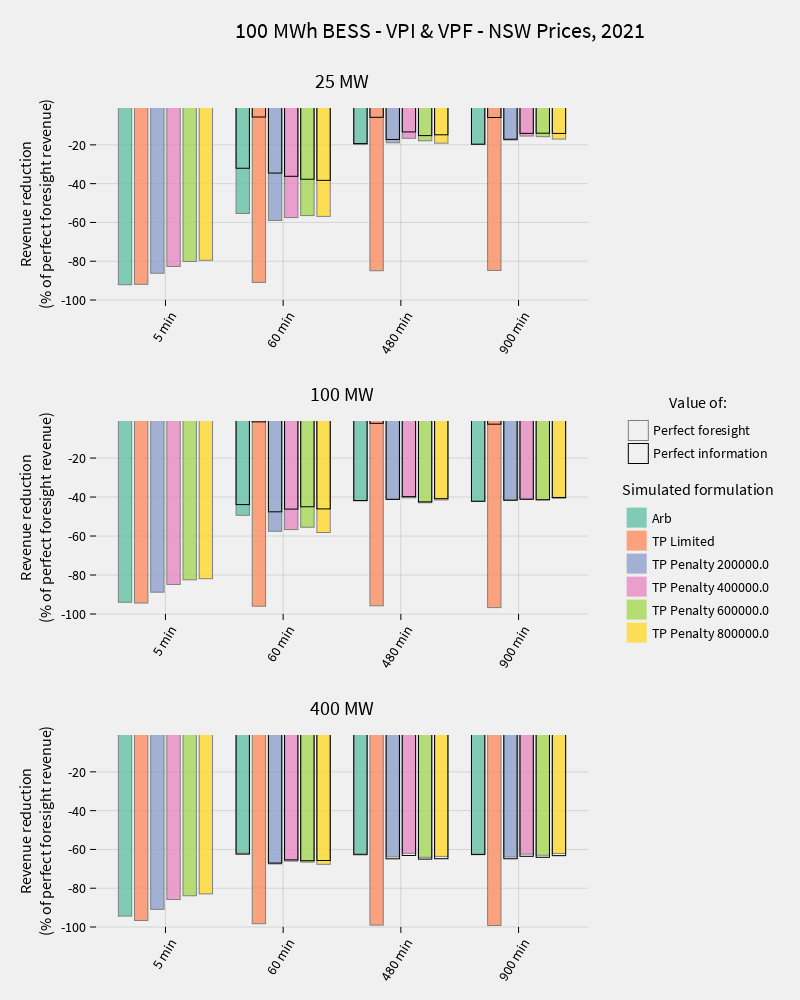 100 MWh BESS - VPI & VPF - NSW Prices, 2021
25 MW
Revenue reduction
(% of perfect foresight revenue)
-20
-40
-60
-80
-100
5 min
60 min
480 min
900 min
100 MW
Revenue reduction
(% of perfect foresight revenue)
-20
-40
-60
-80
-100
5 min
60 min
480 min
900 min
Value of:
Perfect foresight
Perfect information
Simulated formulation
Arb
TP Limited
TP Penalty 200000.0
TP Penalty 400000.0
TP Penalty 600000.0
TP Penalty 800000.0
400 MW
Revenue reduction
(% of perfect foresight revenue)
-20
-40
-60
-80
-100
5 min
60 min
480 min
900 min